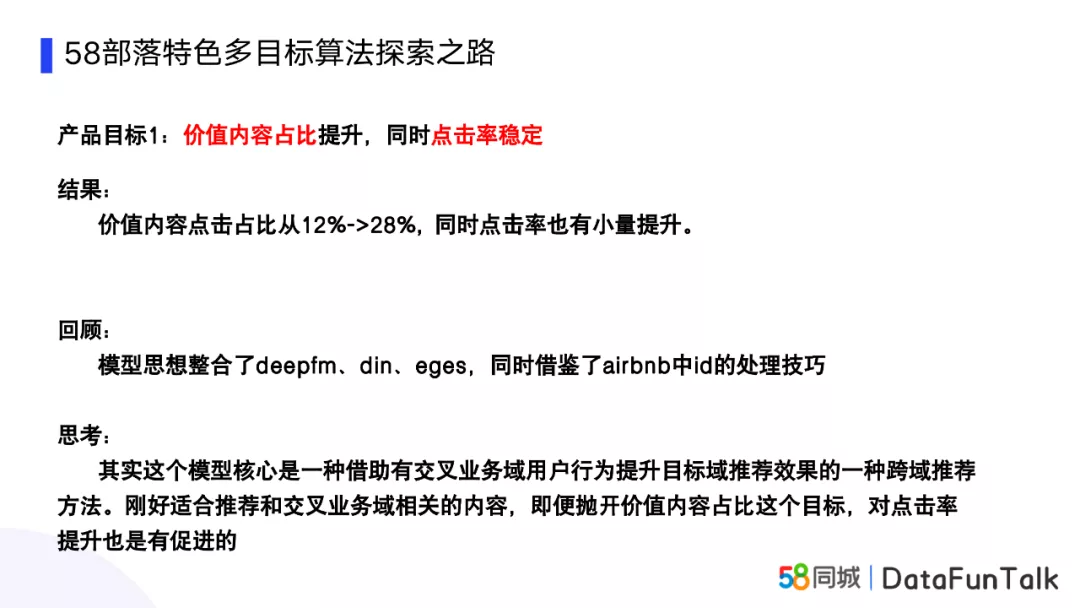 58部落特色多目标算法探索之路
产品目标1：价值内容占比提升，同时点击率稳定
结果：
价值内容点击占比从12%->28%, 同时点击率也有小量提升。
回顾：
模型思想整合了deepfm、din、eges，同时借鉴了airbnb中id的处理技巧
思考：
其实这个模型核心是一种借助有交叉业务域用户行为提升目标域推荐效果的一种跨域推荐
方法。刚好适合推荐和交叉业务域相关的内容，即便抛开价值内容占比这个目标，对点击率
提升也是有促进的
58同城 | DataFunTalk